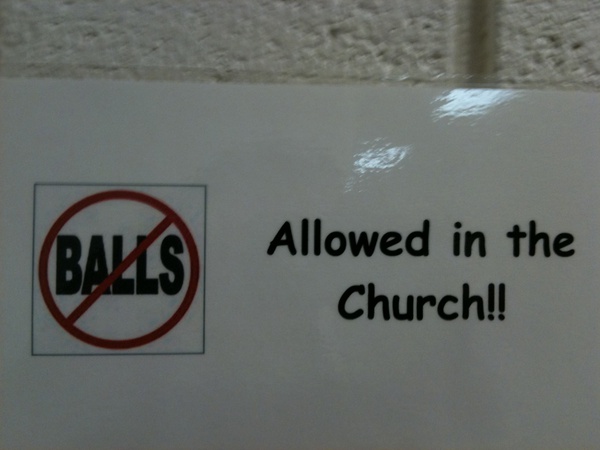 BALLS
Allowed in the
Church!!